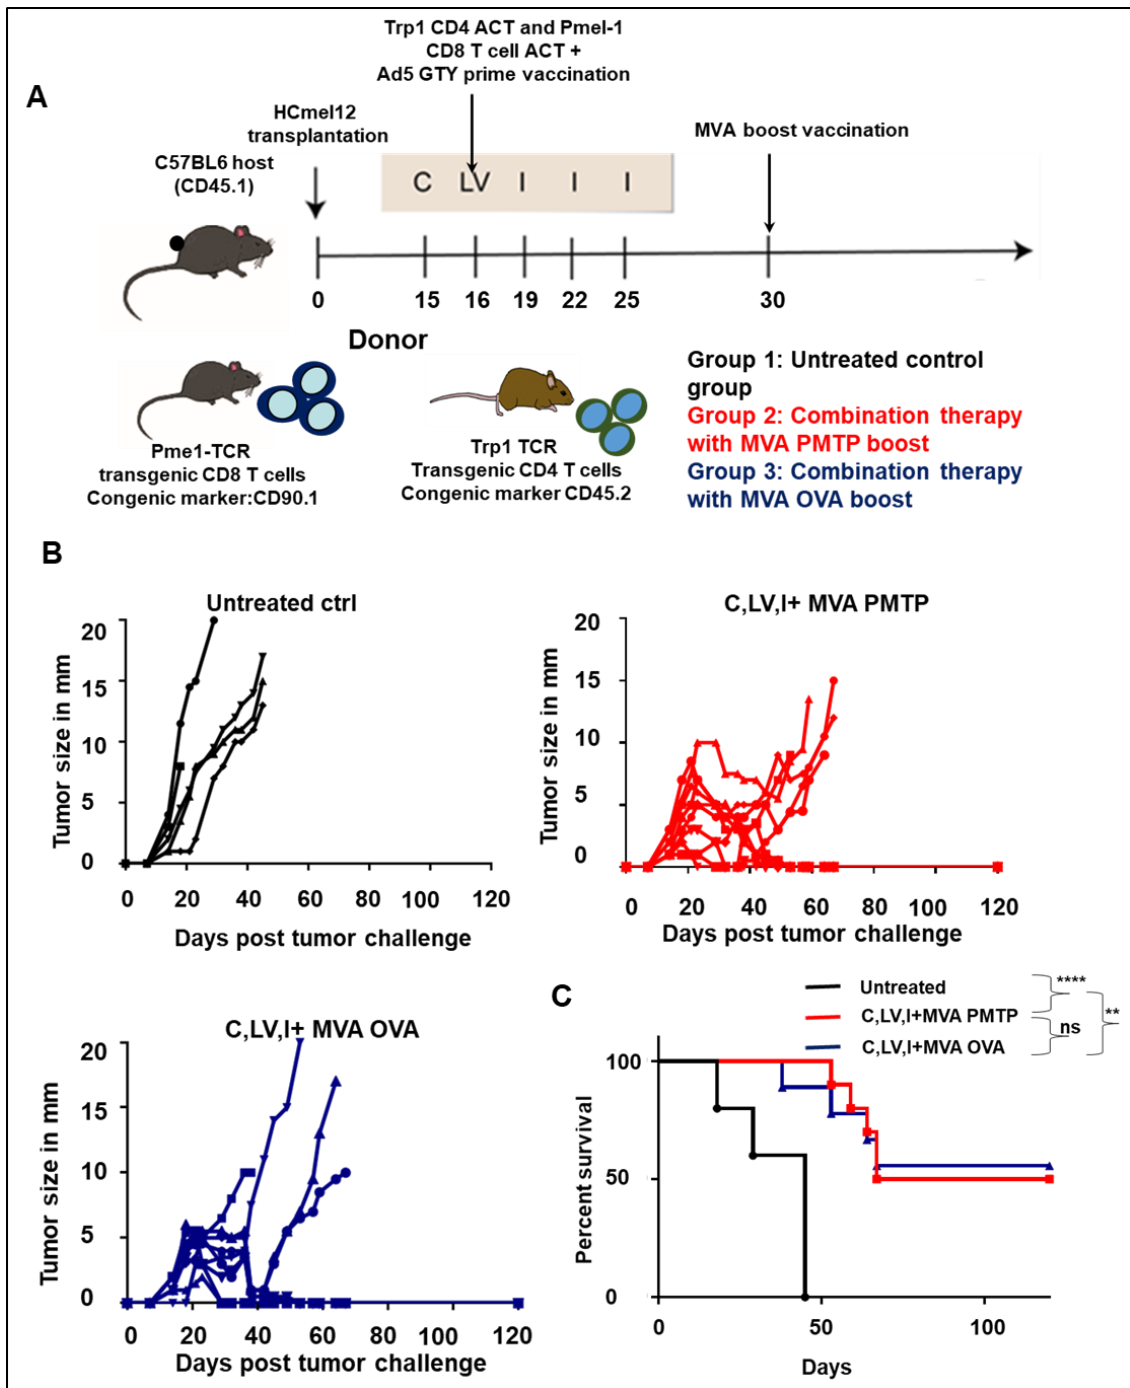 Trp1 CD4 ACT and Pmel-1
CD8 T cell ACT +
Ad5 GTY prime vaccination
A
HCmel12
transplantation
MVA boost vaccination
C57BL6 host
(CD45.1)
C LV I I I
0 15 16 19 22 25 30
Donor
Pme1-TCR
transgenic CD8 T cells
Congenic marker:CD90.1
Trp1 TCR
Transgenic CD4 T cells
Congenic marker CD45.2
Group 1: Untreated control
group
Group 2: Combination therapy
with MVA PMTP boost
Group 3: Combination therapy
with MVA OVA boost
B
Untreated ctrl
Tumor size in mm
20
15
10
5
0
0 20 40 60 80 100 120
Days post tumor challenge
C,LV,I+ MVA PMTP
Tumor size in mm
20
15
10
5
0
0 20 40 60 80 100 120
Days post tumor challenge
C,LV,I+ MVA OVA
Tumor size in mm
20
15
10
5
0
0 20 40 60 80 100 120
Days post tumor challenge
C
Untreated
C,LV,I+MVA PMTP
C,LV,I+MVA OVA
****
ns
**
Percent survival
100
50
0
0 50 100
Days